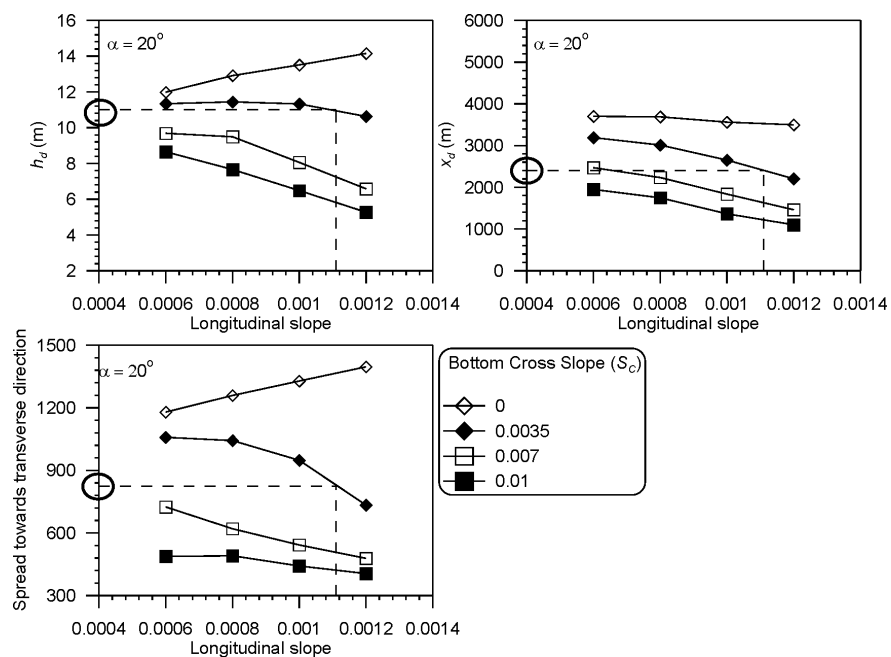 16
14
12
10
8
6
4
2
h_d (m)
α = 20°
0.0004 0.0006 0.0008 0.001 0.0012 0.0014
Longitudinal slope
6000
5000
4000
3000
2000
1000
0
x_d (m)
α = 20°
0.0004 0.0006 0.0008 0.001 0.0012 0.0014
Longitudinal slope
1500
1200
900
600
300
Spread towards transverse direction
α = 20°
0.0004 0.0006 0.0008 0.001 0.0012 0.0014
Longitudinal slope
Bottom Cross Slope (S_C)
0
0.0035
0.007
0.01